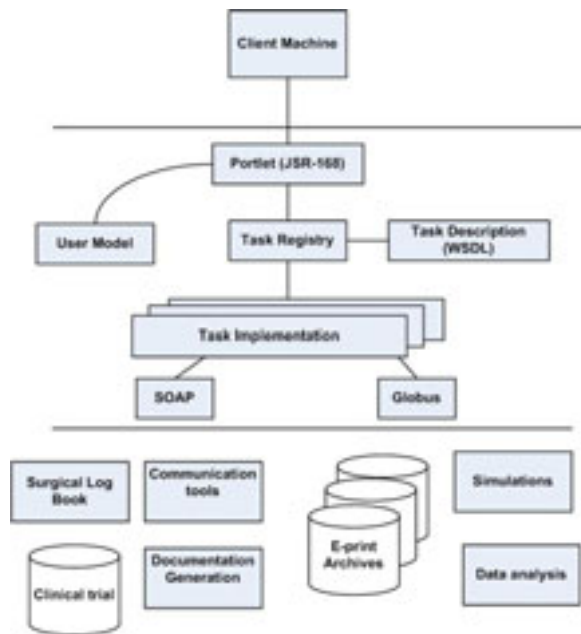 Client Machine
Portlet (JSR-168)
User Model
Task Registry
Task Description
(WSDL)
Task Implementation
SOAP
Globus
Surgical Log
Book
Communication
tools
Simulations
E-print
Archives
Clinical trial
Documentation
Generation
Data analysis